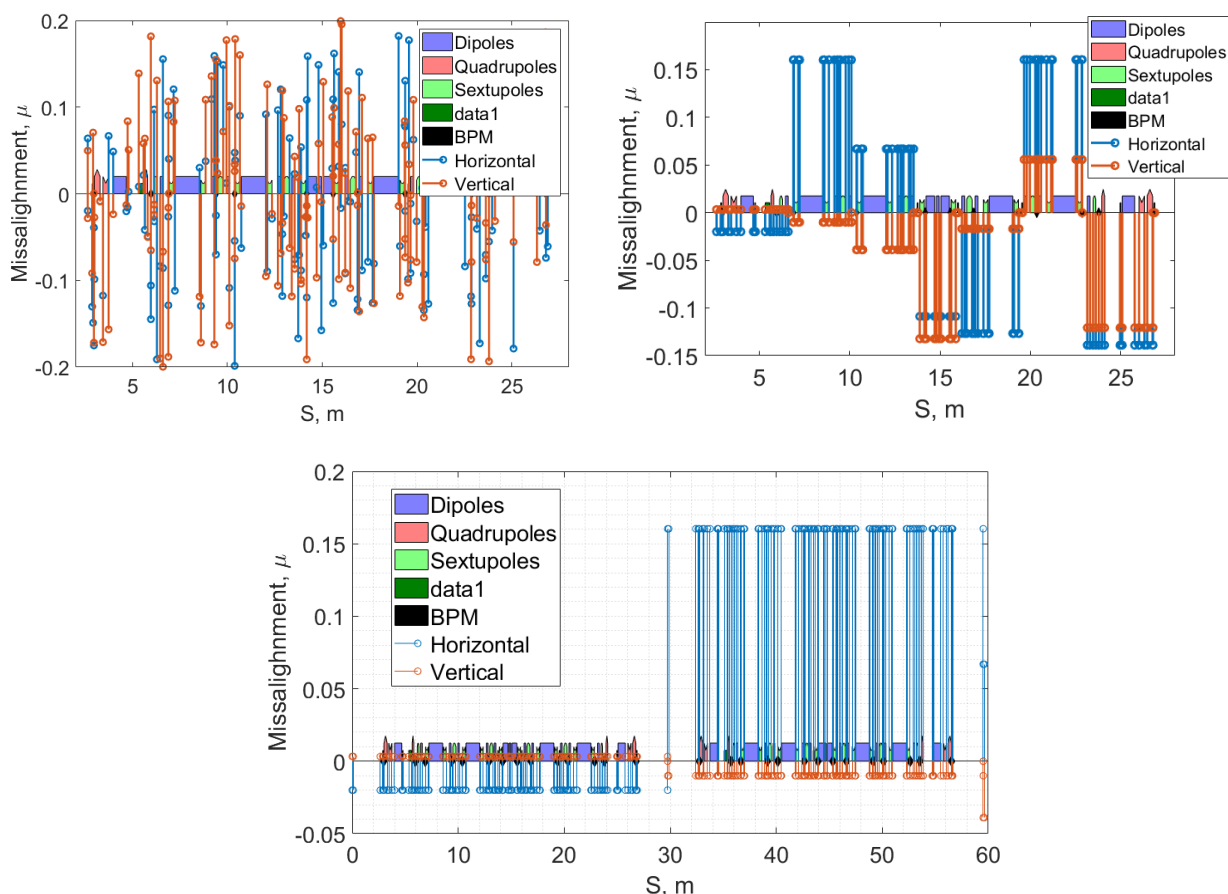 0.2
0.1
0
-0.1
-0.2
Missalighnment, μ
5
10
15
20
25
S, m
Dipoles
Quadrupoles
Sextupoles
data1
BPM
Horizontal
Vertical
0.2
0.15
0.1
0.05
0
-0.05
-0.1
-0.15
Missalighnment, μ
5
10
15
20
25
S, m
Dipoles
Quadrupoles
Sextupoles
data1
BPM
Horizontal
Vertical
0.2
0.15
0.1
0.05
0
-0.05
Missalighnment, μ
0
10
20
30
40
50
60
S, m
Dipoles
Quadrupoles
Sextupoles
data1
BPM
Horizontal
Vertical